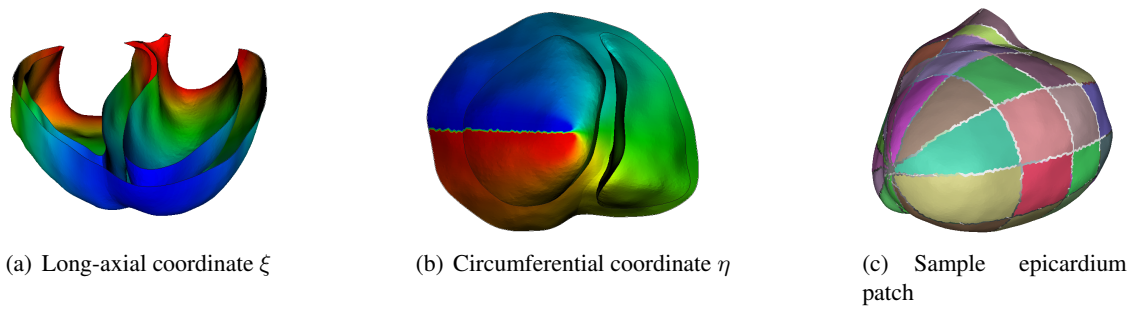 (a) Long-axial coordinate ξ
(b) Circumferential coordinate η
(c) Sample epicardium
patch